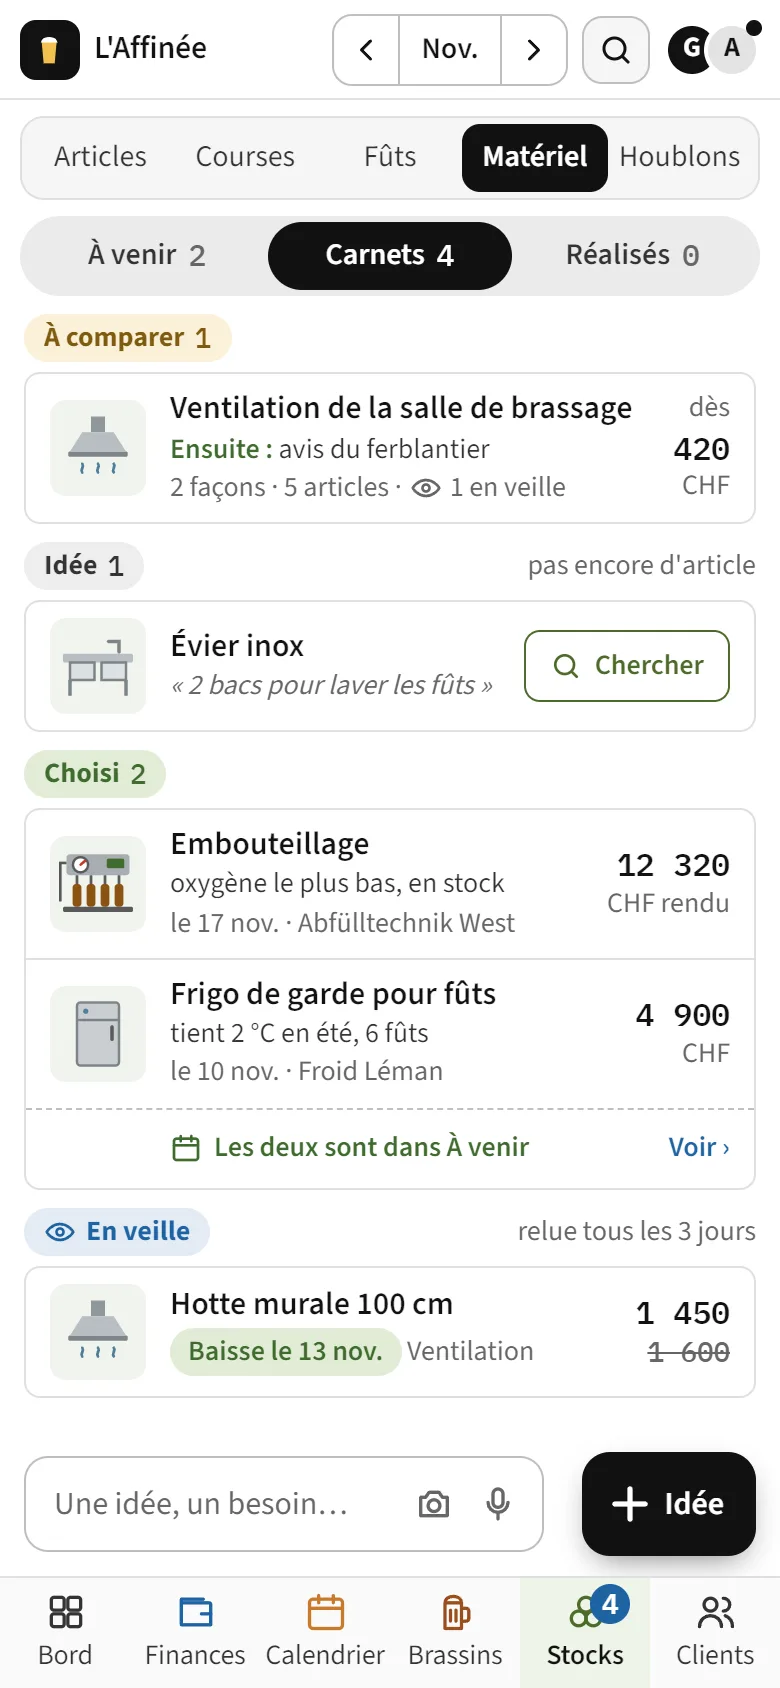 L'Affinée
Nov.
G
A
Articles
Courses
Fûts
Matériel
Houblons
À venir 2
Carnets 4
Réalisés 0
À comparer 1
Ventilation de la salle de brassage
dès
Ensuite : avis du ferblantier
420
2 façons · 5 articles · 1 en veille
CHF
Idée 1
pas encore d'article
Évier inox
« 2 bacs pour laver les fûts »
Chercher
Choisi 2
Embouteillage
12 320
oxygène le plus bas, en stock
CHF rendu
le 17 nov. · Abfülltechnik West
Frigo de garde pour fûts
4 900
tient 2 °C en été, 6 fûts
CHF
le 10 nov. · Froid Léman
Les deux sont dans À venir
Voir ›
En veille
relue tous les 3 jours
Hotte murale 100 cm
1 450
Baisse le 13 nov. Ventilation
1 600
Une idée, un besoin…
Idée
4
Bord
Finances
Calendrier
Brassins
Stocks
Clients